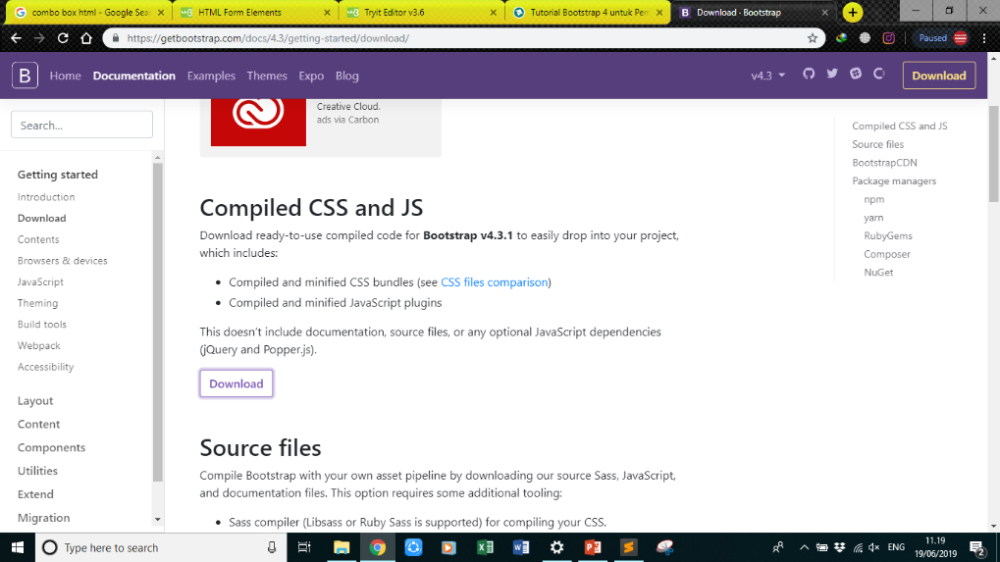 combo box html - Google Sea
HTML Form Elements
Tryit Editor v3.6
Tutorial Bootstrap 4 untuk Pem
Download · Bootstrap
https://getbootstrap.com/docs/4.3/getting-started/download/
Paused
B
Home
Documentation
Examples
Themes
Expo
Blog
v4.3
Download
Search...
Getting started
Introduction
Download
Contents
Browsers & devices
JavaScript
Theming
Build tools
Webpack
Accessibility
Layout
Content
Components
Utilities
Extend
Migration
Creative Cloud.
ads via Carbon
Compiled CSS and JS
Download ready-to-use compiled code for Bootstrap v4.3.1 to easily drop into your project,
which includes:
• Compiled and minified CSS bundles (see CSS files comparison)
• Compiled and minified JavaScript plugins
This doesn't include documentation, source files, or any optional JavaScript dependencies
(jQuery and Popper.js).
Download
Source files
Compile Bootstrap with your own asset pipeline by downloading our source Sass, JavaScript,
and documentation files. This option requires some additional tooling:
• Sass compiler (Libsass or Ruby Sass is supported) for compiling your CSS.
Compiled CSS and JS
Source files
BootstrapCDN
Package managers
npm
yarn
RubyGems
Composer
NuGet
Type here to search
ENG
11.19
19/06/2019
2